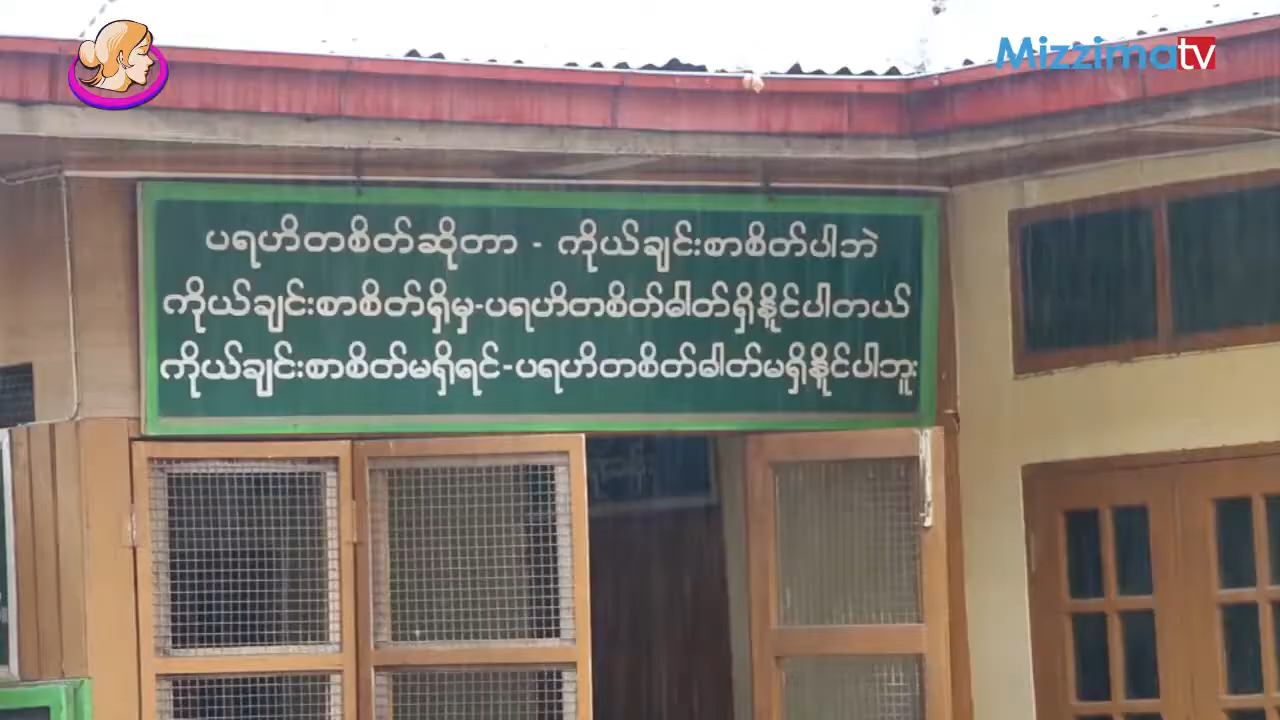 Mizzimatv
ပရဟိတစိတ်ဆိုတာ - ကိုယ်ချင်းစာစိတ်ပါဘဲ
ကိုယ်ချင်းစာစိတ်ရှိမှ-ပရဟိတစိတ်ဓါတ်ရှိနိူင်ပါတယ်
ကိုယ်ချင်းစာစိတ်မရှိရင်-ပရဟိတစိတ်ဓါတ်မရှိနိူင်ပါဘူး